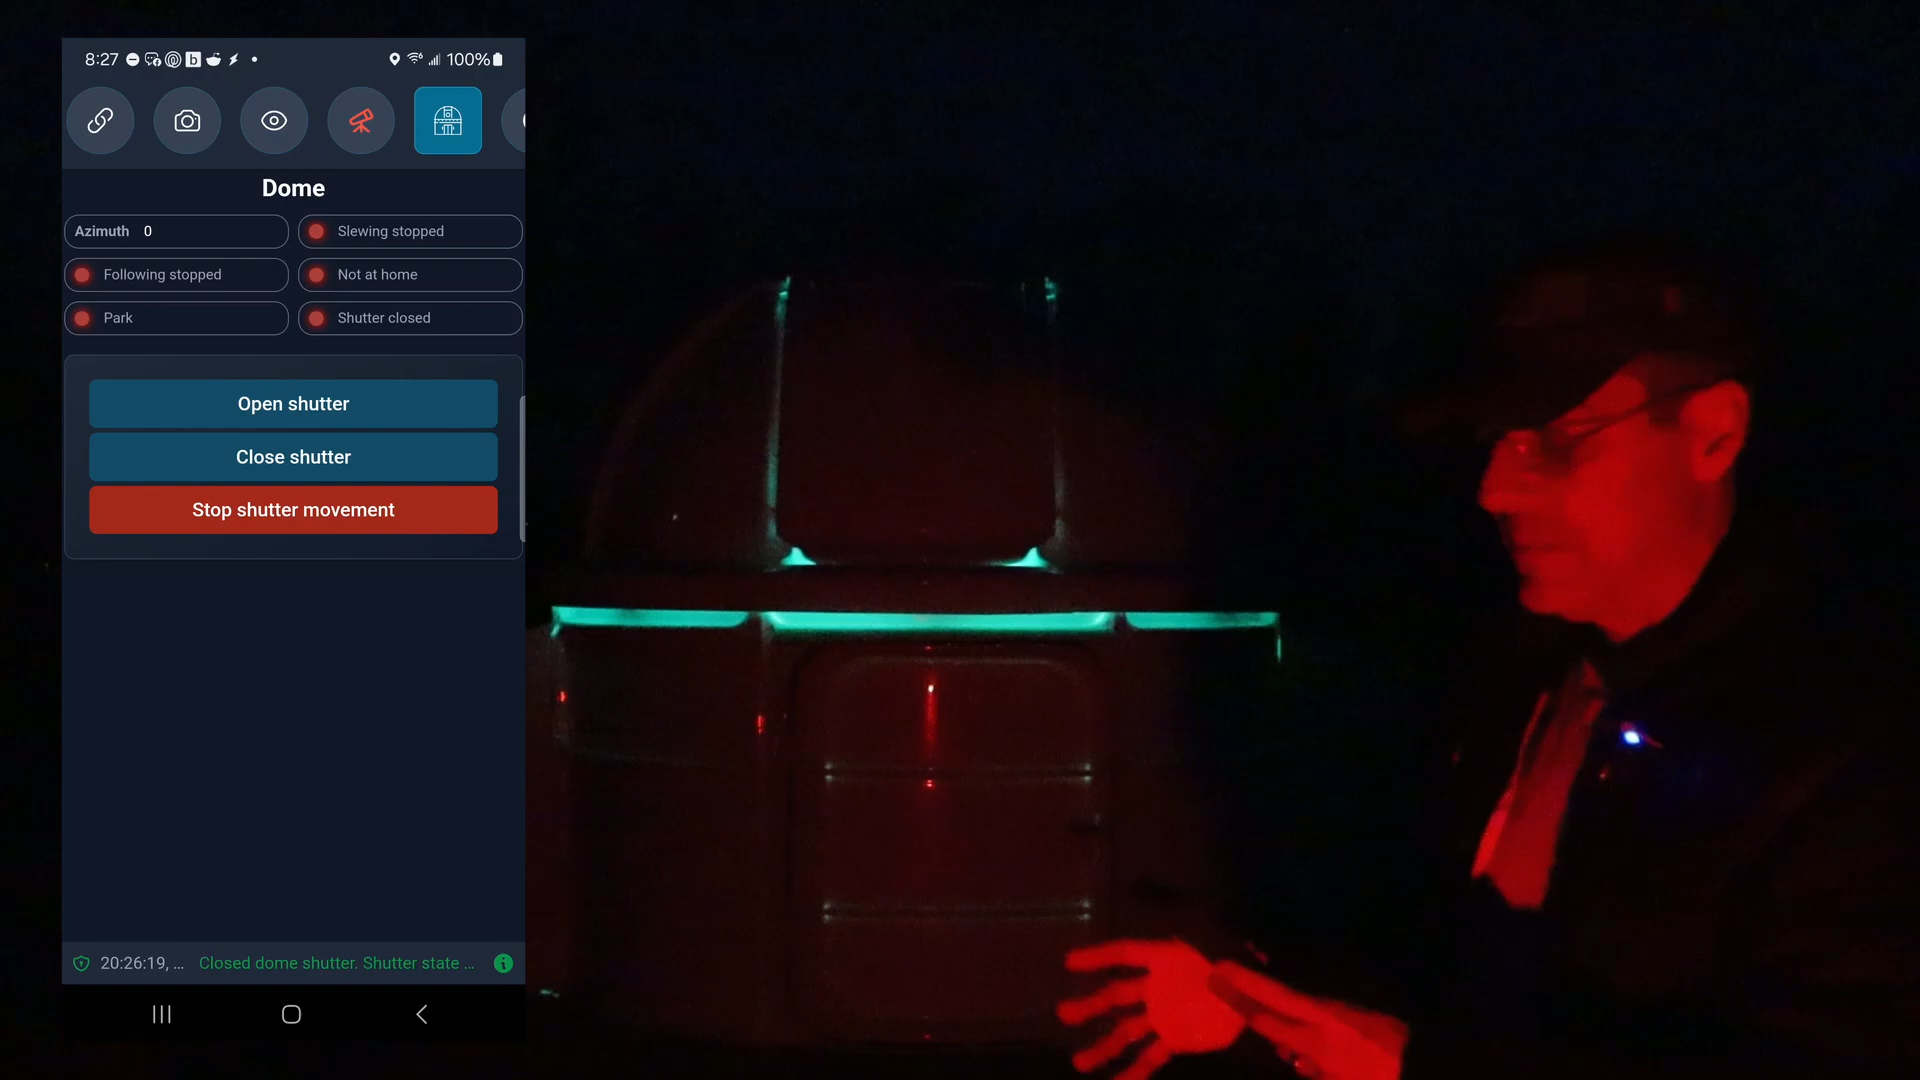 8:27 100%
Dome
Azimuth 0
Slewing stopped
Following stopped
Not at home
Park
Shutter closed
Open shutter
Close shutter
Stop shutter movement
20:26:19, ... Closed dome shutter. Shutter state ...